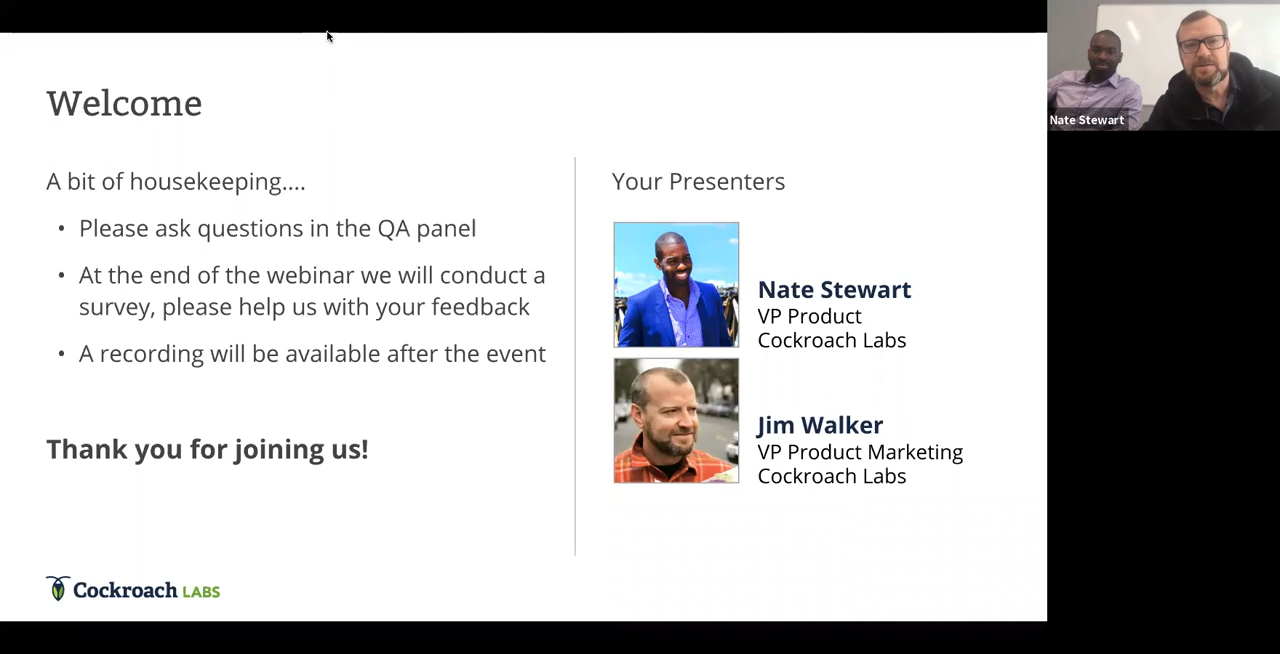 Welcome
A bit of housekeeping....
• Please ask questions in the QA panel
• At the end of the webinar we will conduct a
survey, please help us with your feedback
• A recording will be available after the event
Thank you for joining us!
Your Presenters
Nate Stewart
VP Product
Cockroach Labs
Jim Walker
VP Product Marketing
Cockroach Labs
Cockroach LABS
Nate Stewart